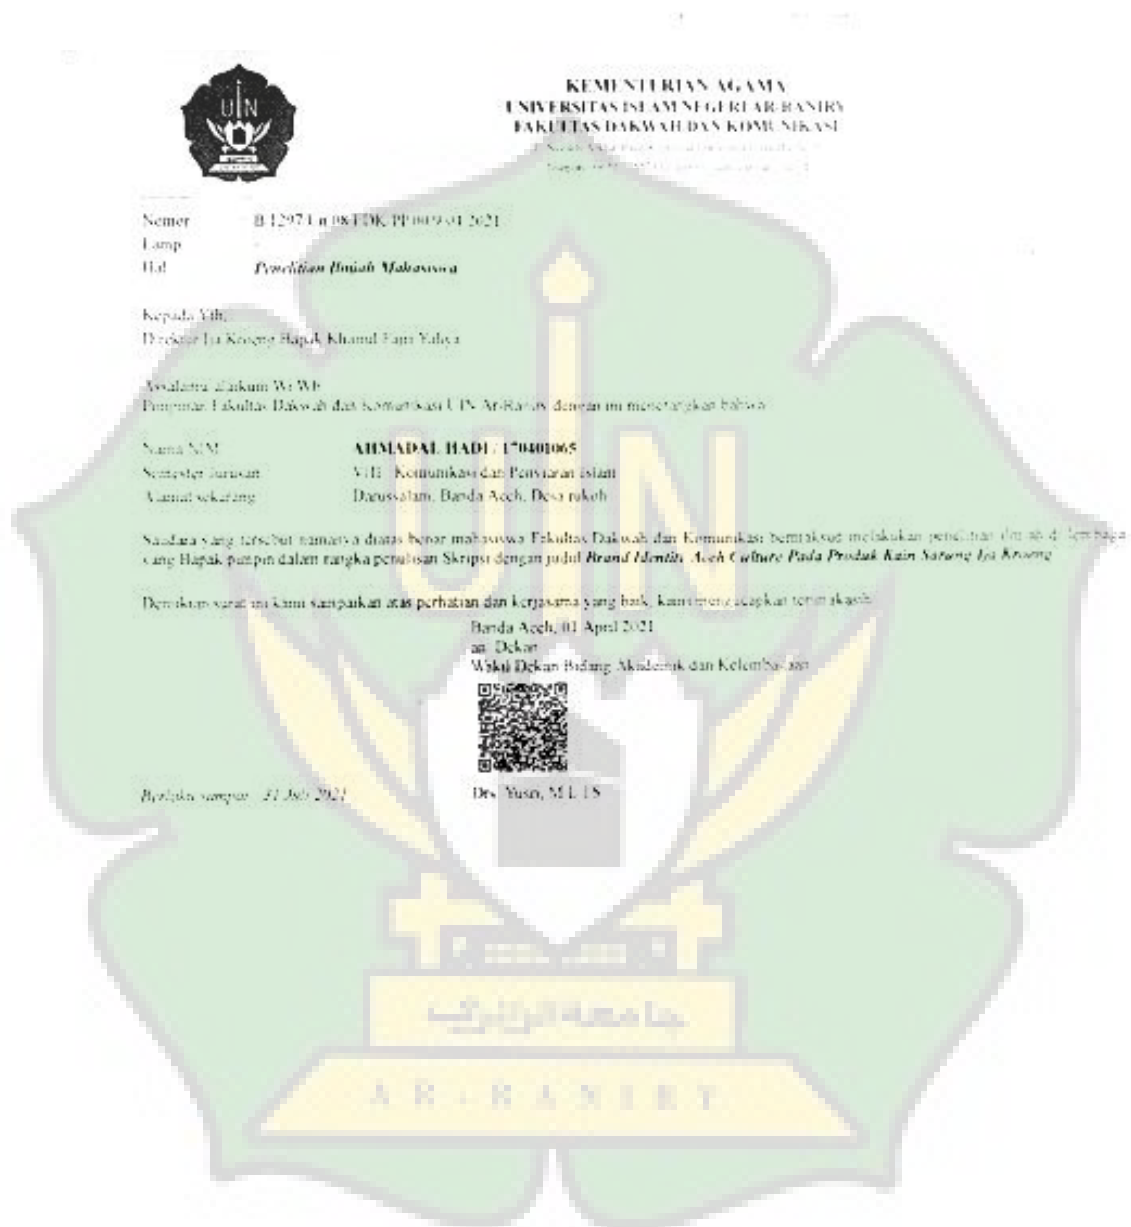 UIN
KEMENTERIAN AGAMA
UNIVERSITAS ISLAM NEGERI AR-RANIRY
FAKULTAS DAKWAH DAN KOMUNIKASI
Nomor
Lamp : -
Hal : Penelitian Ilmiah Mahasiswa
Kepada Yth,
Direktur Ija Kroeng Bapak Khairul Fajri Yahya
Assalamu'alaikum Wr.Wb.
Pimpinan Fakultas Dakwah dan Komunikasi UIN Ar-Raniry dengan ini menerangkan bahwa:
Nama/NIM : AHMADAL HADI / 170401065
Semester/Jurusan : VIII / Komunikasi dan Penyiaran Islam
Alamat sekarang : Darussalam, Banda Aceh, Desa rukoh
Saudara yang tersebut namanya diatas benar mahasiswa Fakultas Dakwah dan Komunikasi bermaksud melakukan penelitian ilmiah di lembaga
yang Bapak pimpin dalam rangka penulisan Skripsi dengan judul Brand Identity Aceh Culture Pada Produk Kain Sarung Ija Kroeng
Demikian surat ini kami sampaikan atas perhatian dan kerjasama yang baik, kami mengucapkan terimakasih.
Banda Aceh, 01 April 2021
an. Dekan
Wakil Dekan Bidang Akademik dan Kelembagaan,
Berlaku sampai : 31 Juli 2021
Drs. Yusri, M.L.I.S.
UIN
جامعة الرانيري
AR-RANIRY